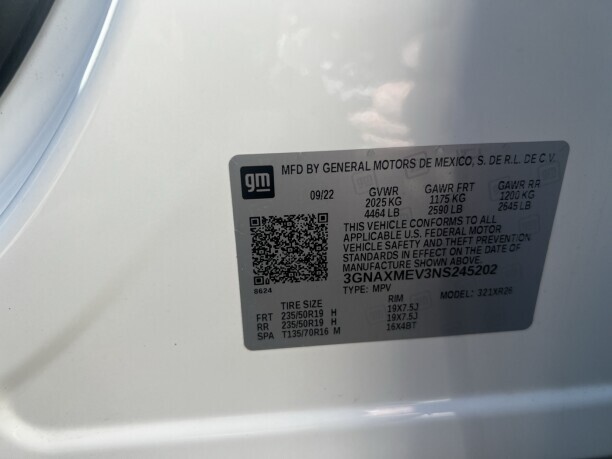 gm
MFD BY GENERAL MOTORS DE MEXICO, S. DE R.L. DE C.V.
09/22 GVWR GAWR FRT GAWR RR
2025 KG 1175 KG 1200 KG
4464 LB 2590 LB 2645 LB
THIS VEHICLE CONFORMS TO ALL
APPLICABLE U.S. FEDERAL MOTOR
VEHICLE SAFETY AND THEFT PREVENTION
STANDARDS IN EFFECT ON THE DATE OF
MANUFACTURE SHOWN ABOVE.
3GNAXMEV3NS245202
8624 TYPE: MPV MODEL: 321XR26
TIRE SIZE RIM
FRT 235/50R19 H 19X7.5J
RR 235/50R19 H 19X7.5J
SPA T135/70R16 M 16X4BT